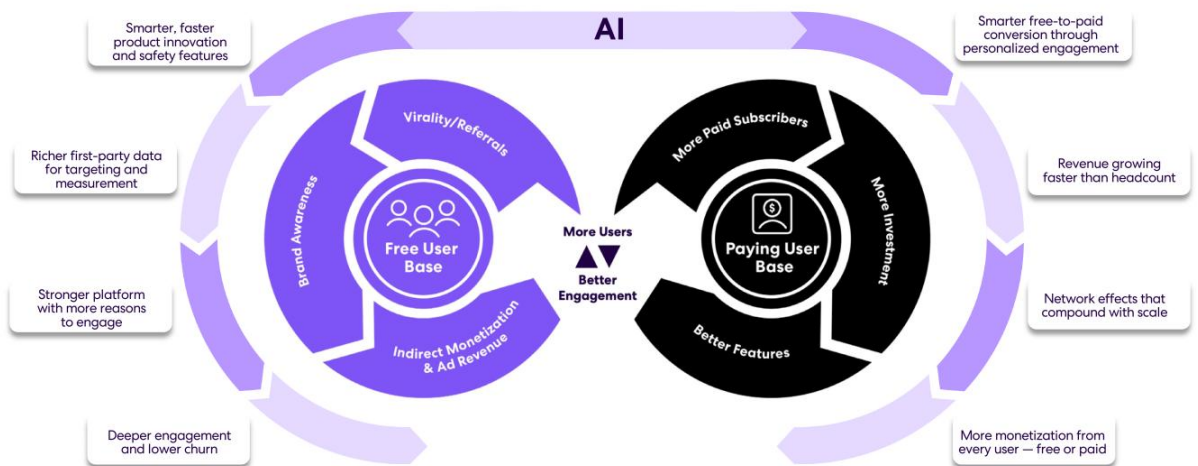 AI
Smarter, faster
product innovation
and safety features
Richer first-party data
for targeting and
measurement
Stronger platform
with more reasons
to engage
Deeper engagement
and lower churn
Virality/Referrals
Brand Awareness
Indirect Monetization
& Ad Revenue
Free User
Base
More Users
Better
Engagement
More Paid Subscribers
More Investment
Better Features
$
Paying User
Base
Smarter free-to-paid
conversion through
personalized engagement
Revenue growing
faster than headcount
Network effects that
compound with scale
More monetization from
every user — free or paid